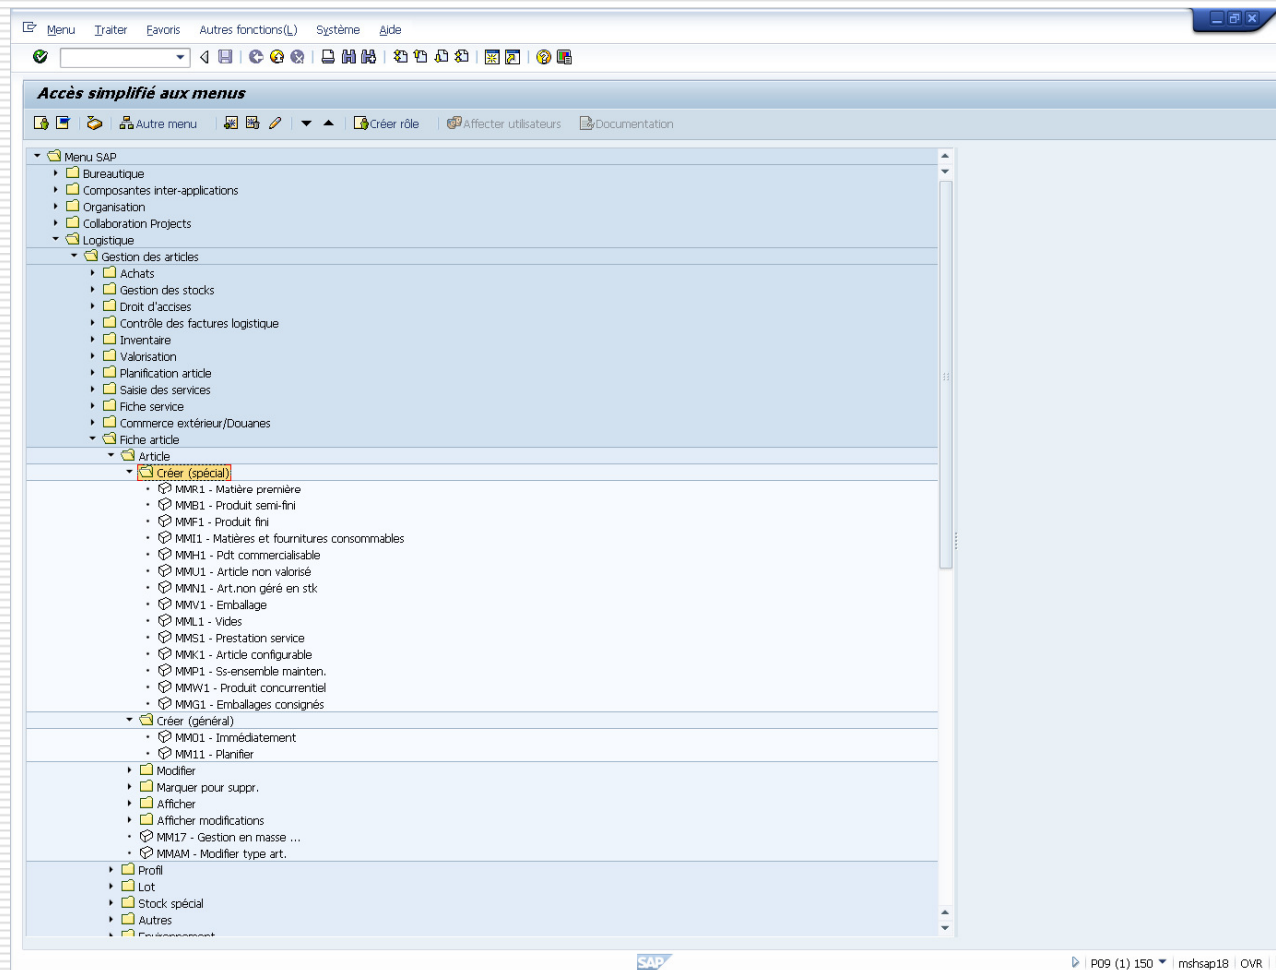 Menu Traiter Favoris Autres fonctions(L) Système Aide
Accès simplifié aux menus
Autre menu Créer rôle Affecter utilisateurs Documentation
Menu SAP
Bureautique
Composantes inter-applications
Organisation
Collaboration Projects
Logistique
Gestion des articles
Achats
Gestion des stocks
Droit d'accises
Contrôle des factures logistique
Inventaire
Valorisation
Planification article
Saisie des services
Fiche service
Commerce extérieur/Douanes
Fiche article
Article
Créer (spécial)
MMR1 - Matière première
MMB1 - Produit semi-fini
MMF1 - Produit fini
MMI1 - Matières et fournitures consommables
MMH1 - Pdt commercialisable
MMU1 - Article non valorisé
MMN1 - Art.non géré en stk
MMV1 - Emballage
MML1 - Vides
MMS1 - Prestation service
MMK1 - Article configurable
MMP1 - Ss-ensemble mainten.
MMW1 - Produit concurrentiel
MMG1 - Emballages consignés
Créer (général)
MM01 - Immédiatement
MM11 - Planifier
Modifier
Marquer pour suppr.
Afficher
Afficher modifications
MM17 - Gestion en masse ...
MMAM - Modifier type art.
Profil
Lot
Stock spécial
Autres
Environnement
SAP P09 (1) 150 mshsap18 OVR